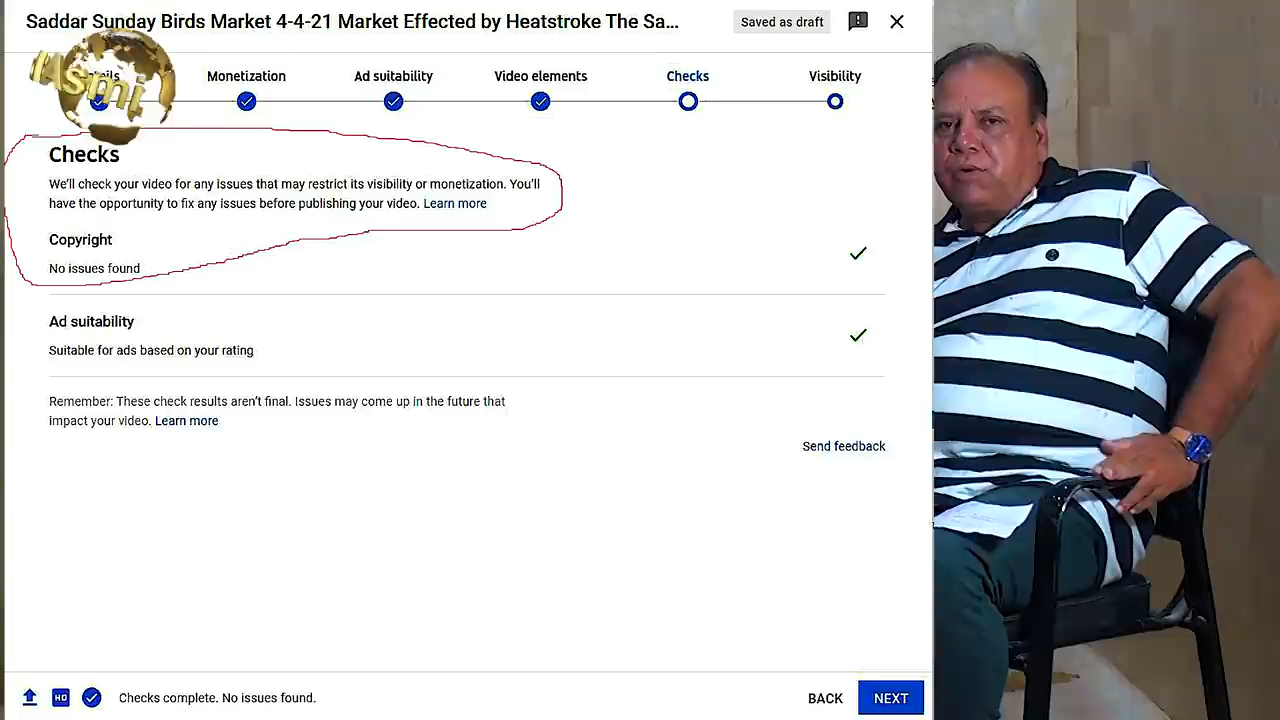 Saddar Sunday Birds Market 4-4-21 Market Effected by Heatstroke The Sa...
Saved as draft
Monetization
Ad suitability
Video elements
Checks
Visibility
Checks
We'll check your video for any issues that may restrict its visibility or monetization. You'll
have the opportunity to fix any issues before publishing your video. Learn more
Copyright
No issues found
Ad suitability
Suitable for ads based on your rating
Remember: These check results aren't final. Issues may come up in the future that
impact your video. Learn more
Send feedback
HD
Checks complete. No issues found.
BACK
NEXT